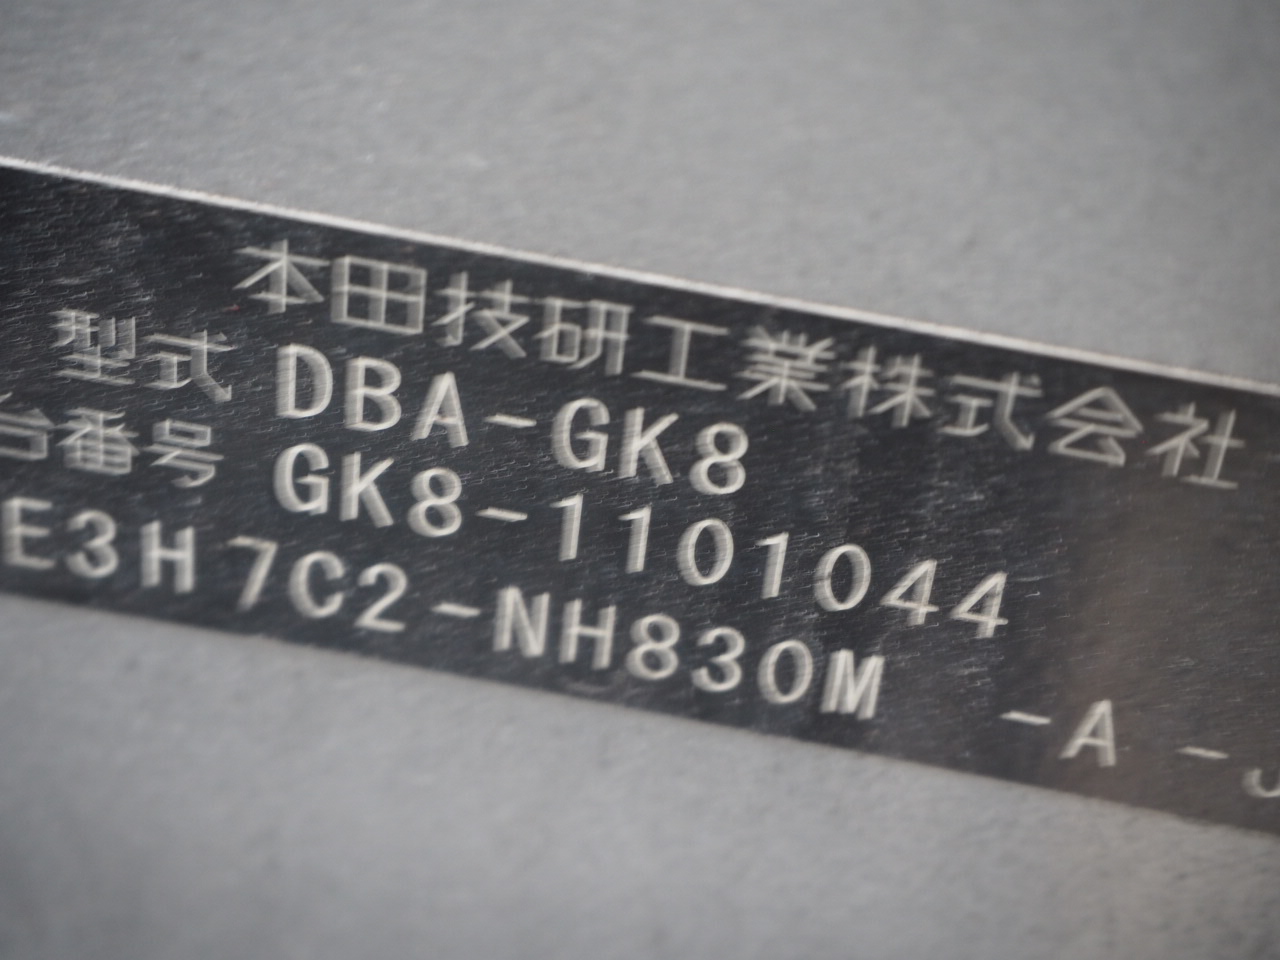 本田技研工業株式会社
型式 DBA-GK8
台番号 GK8-1101044
E3H7C2-NH830M -A -J